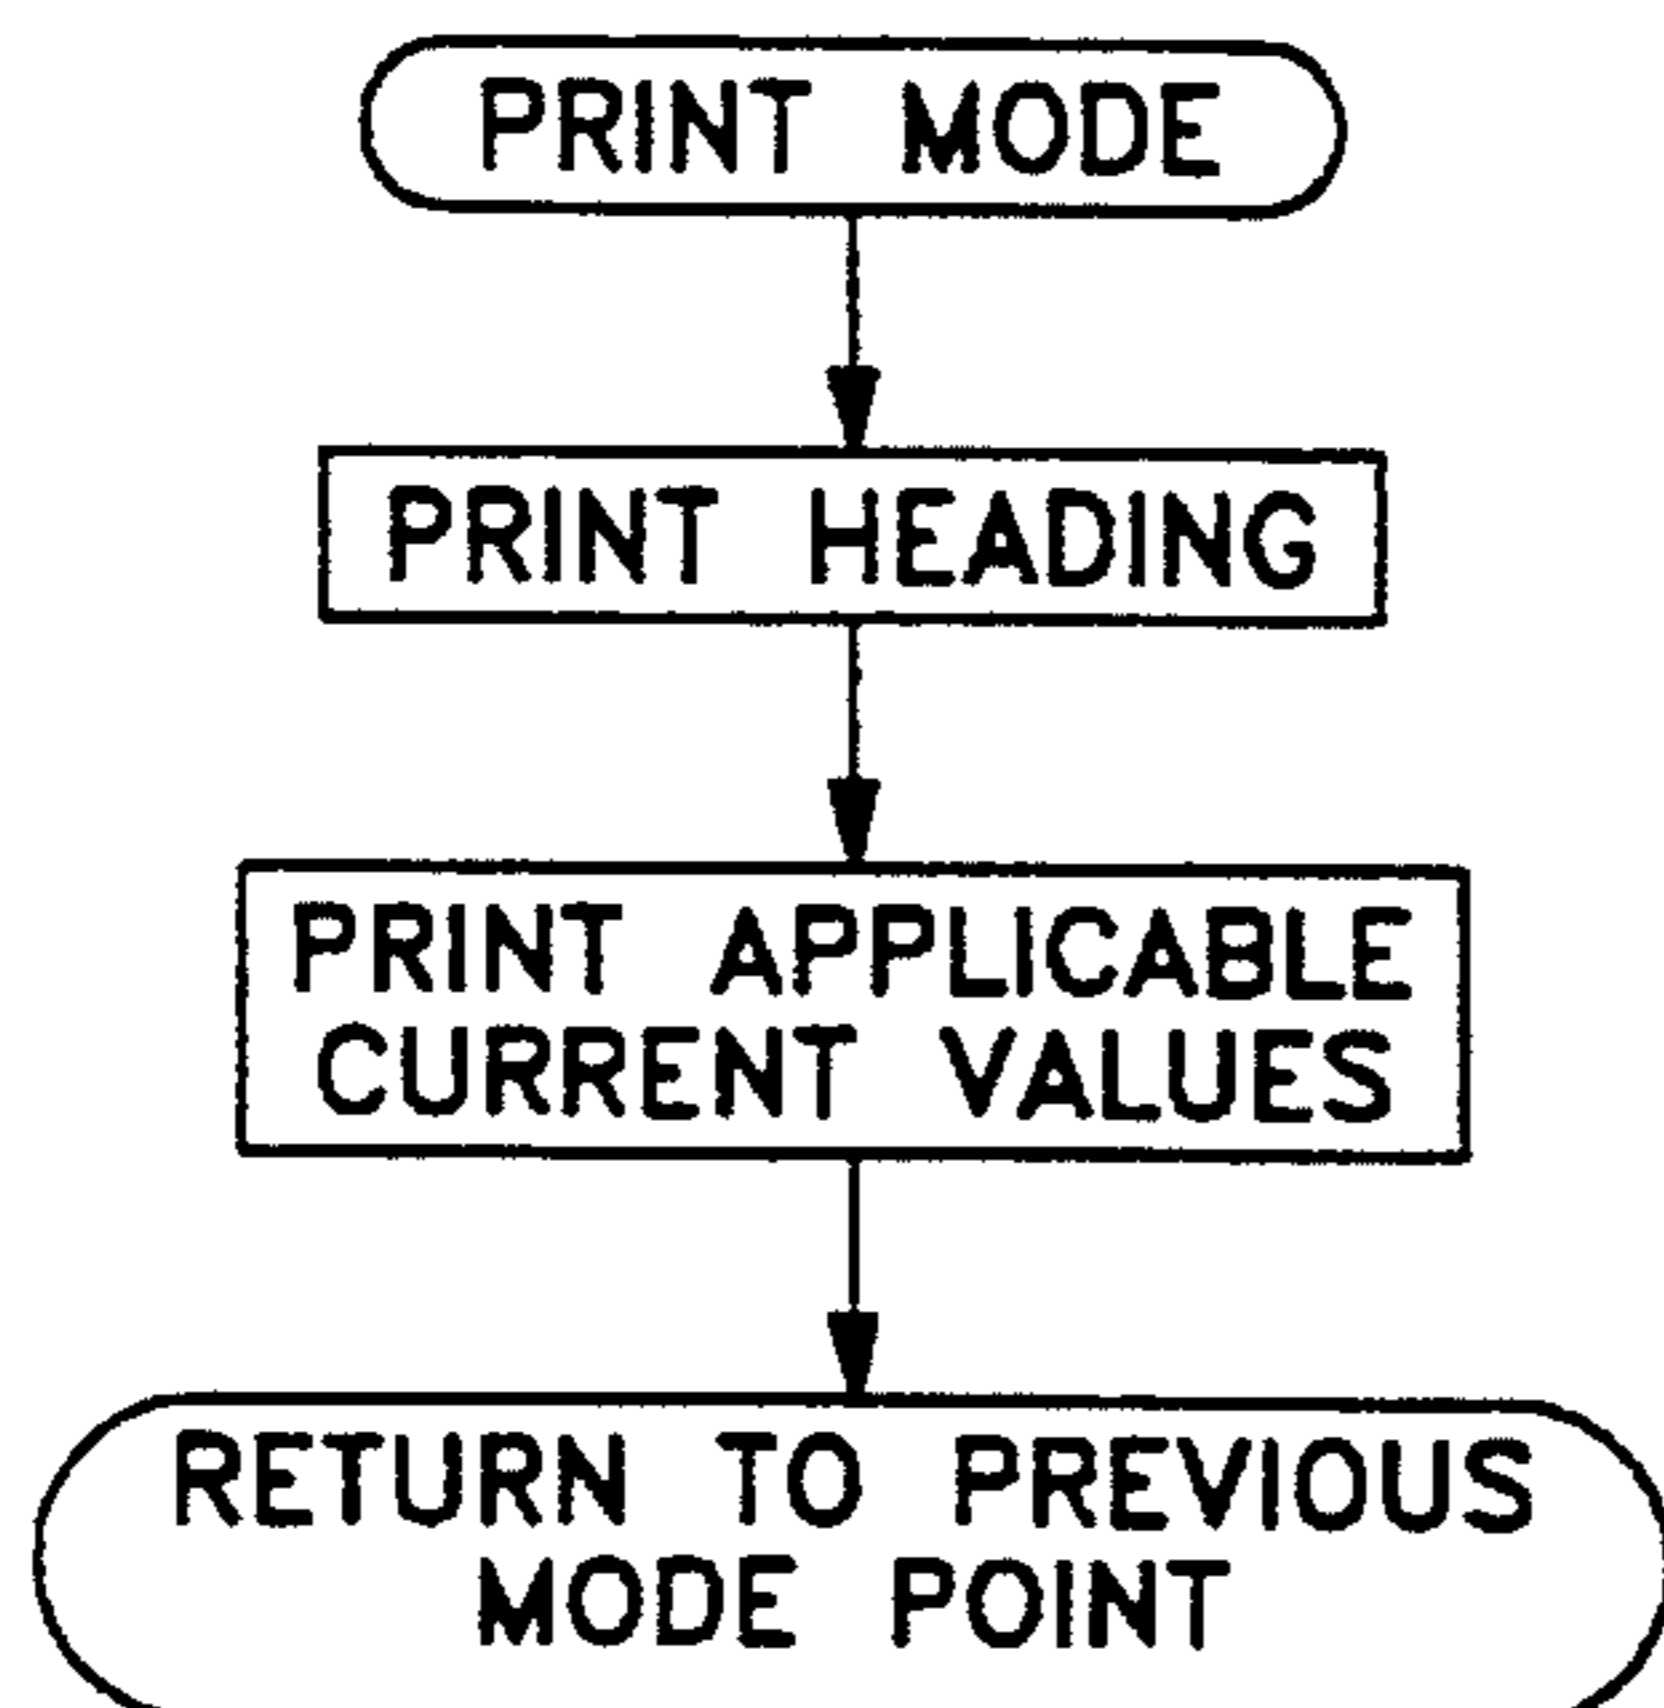 PRINT MODE
PRINT HEADING
PRINT APPLICABLE
CURRENT VALUES
RETURN TO PREVIOUS
MODE POINT